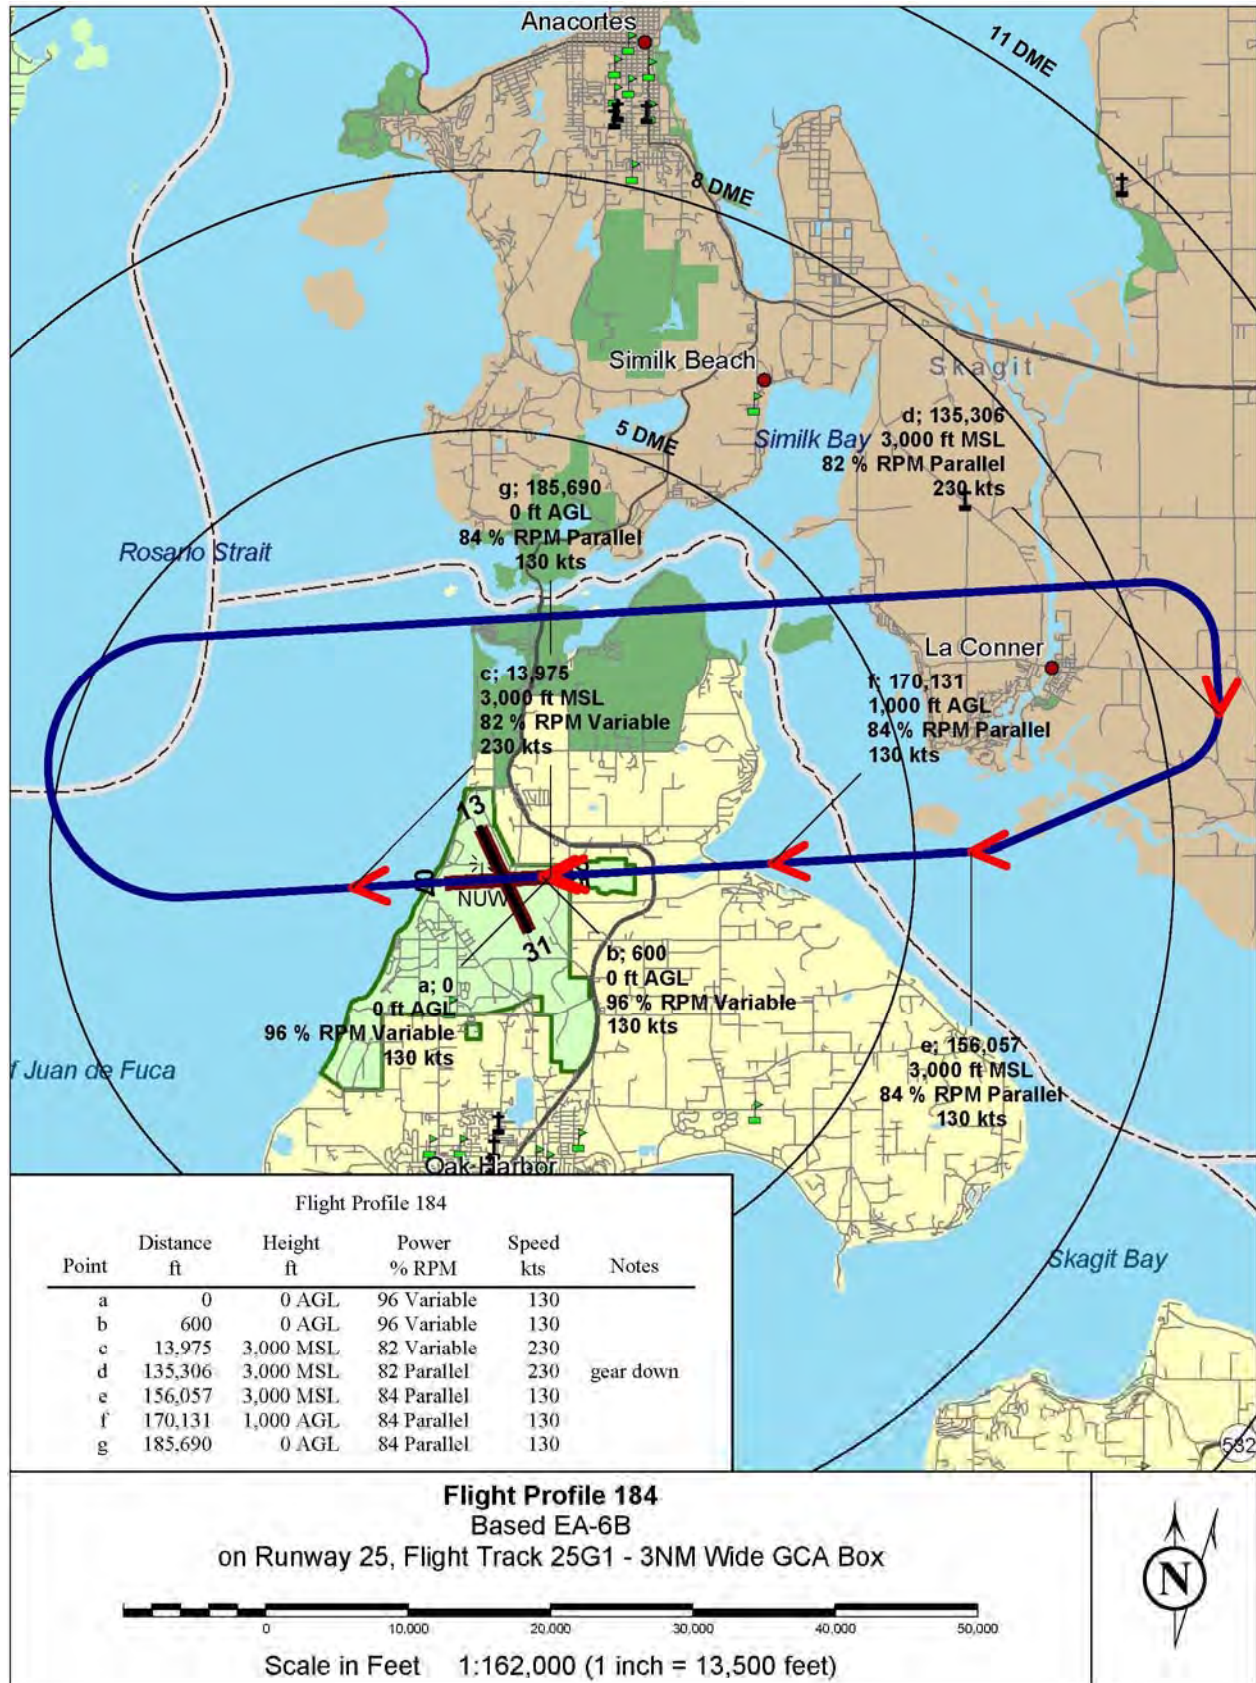 Anacortes
11 DME
8 DME
Similk Beach
Skagit
5 DME
Similk Bay
d; 135,306
3,000 ft MSL
82 % RPM Parallel
230 kts
g; 185,690
0 ft AGL
84 % RPM Parallel
130 kts
Rosario Strait
La Conner
c; 13,975
3,000 ft MSL
82 % RPM Variable
230 kts
f; 170,131
1,000 ft AGL
84 % RPM Parallel
130 kts
13
NUW
31
b; 600
0 ft AGL
96 % RPM Variable
130 kts
a; 0
0 ft AGL
96 % RPM Variable
130 kts
e; 156,057
3,000 ft MSL
84 % RPM Parallel
130 kts
f Juan de Fuca
Oak Harbor
Skagit Bay
532
Flight Profile 184
Point Distance ft Height ft Power % RPM Speed kts Notes
a 0 0 AGL 96 Variable 130
b 600 0 AGL 96 Variable 130
c 13,975 3,000 MSL 82 Variable 230
d 135,306 3,000 MSL 82 Parallel 230 gear down
e 156,057 3,000 MSL 84 Parallel 130
f 170,131 1,000 AGL 84 Parallel 130
g 185,690 0 AGL 84 Parallel 130
Flight Profile 184
Based EA-6B
on Runway 25, Flight Track 25G1 - 3NM Wide GCA Box
0 10,000 20,000 30,000 40,000 50,000
Scale in Feet 1:162,000 (1 inch = 13,500 feet)
N